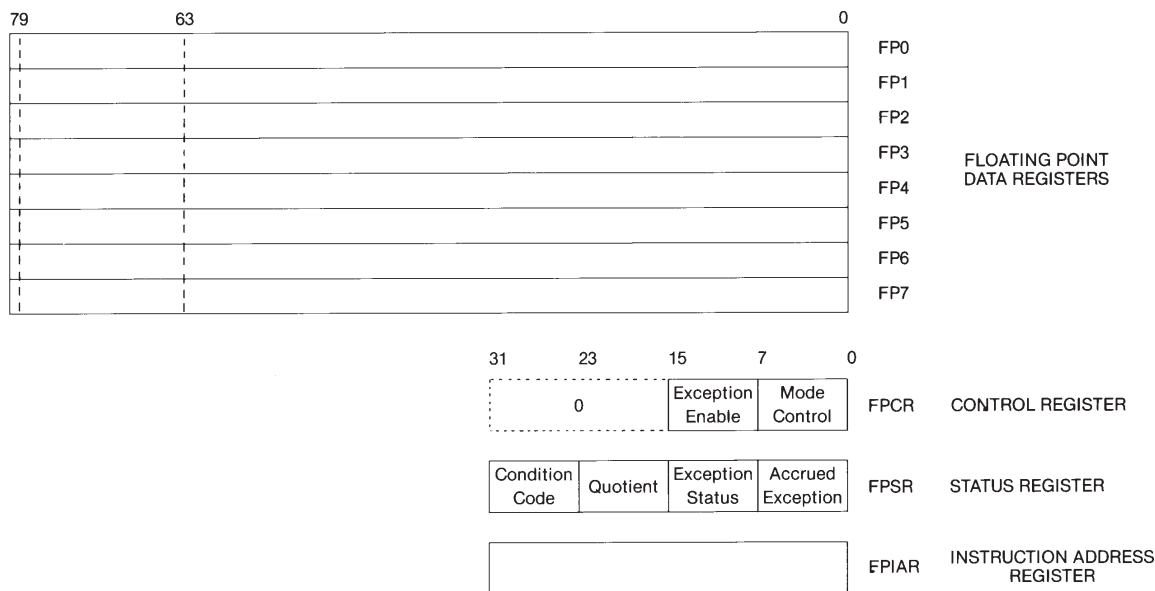 79 63 0
FP0
FP1
FP2
FP3
FP4
FP5
FP6
FP7
FLOATING POINT
DATA REGISTERS
31 23 15 7 0
0
Exception
Enable
Mode
Control
FPCR
CONTROL REGISTER
Condition
Code
Quotient
Exception
Status
Accrued
Exception
FPSR
STATUS REGISTER
FPIAR
INSTRUCTION ADDRESS
REGISTER